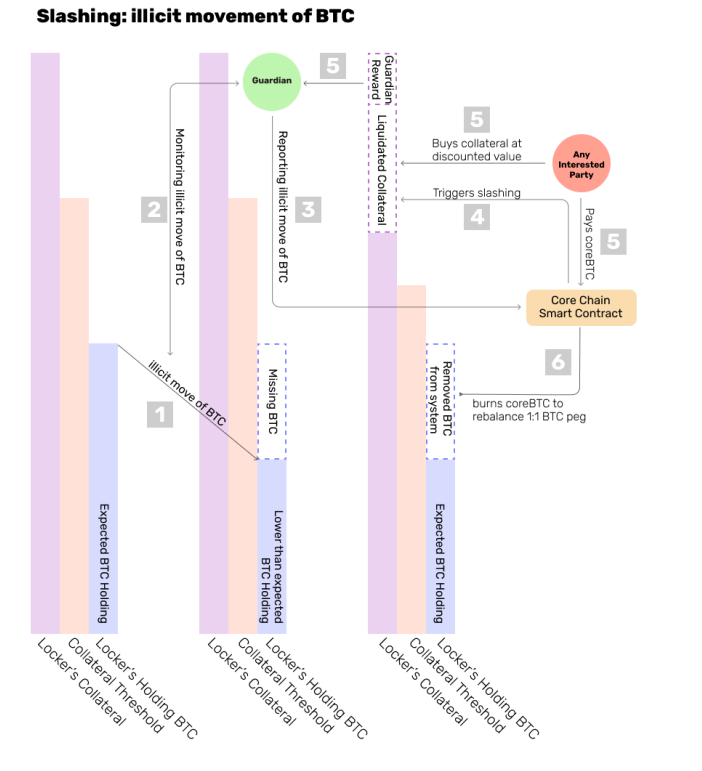 Slashing: illicit movement of BTC
Guardian
5
Guardian
Reward
Liquidated Collateral
5
Buys collateral at
discounted value
Any
Interested
Party
Monitoring illicit move of BTC
2
Reporting illicit move of BTC
3
Triggers slashing
4
Pays coreBTC
5
Core Chain
Smart Contract
6
illicit move of BTC
1
Missing BTC
Removed BTC
from system
burns coreBTC to
rebalance 1:1 BTC peg
Expected BTC Holding
Lower than expected
BTC Holding
Expected BTC Holding
Locker's Collateral
Collateral Threshold
Locker's Holding BTC
Locker's Collateral
Collateral Threshold
Locker's Holding BTC
Locker's Collateral
Collateral Threshold
Locker's Holding BTC